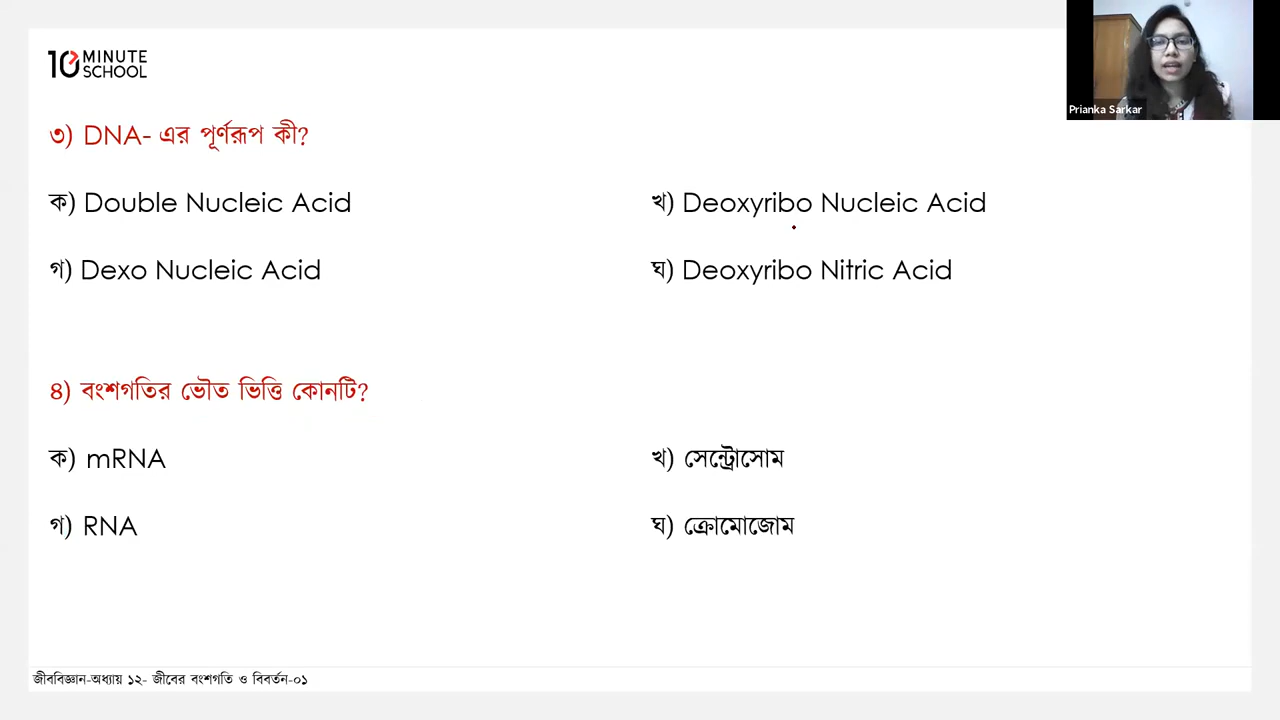 10 MINUTE SCHOOL
Prianka Sarkar
৩) DNA- এর পূর্ণরূপ কী?
ক) Double Nucleic Acid
খ) Deoxyribo Nucleic Acid
গ) Dexo Nucleic Acid
ঘ) Deoxyribo Nitric Acid
৪) বংশগতির ভৌত ভিত্তি কোনটি?
ক) mRNA
খ) সেন্ট্রোসোম
গ) RNA
ঘ) ক্রোমোজোম
জীববিজ্ঞান-অধ্যায় ১২- জীবের বংশগতি ও বিবর্তন-০১